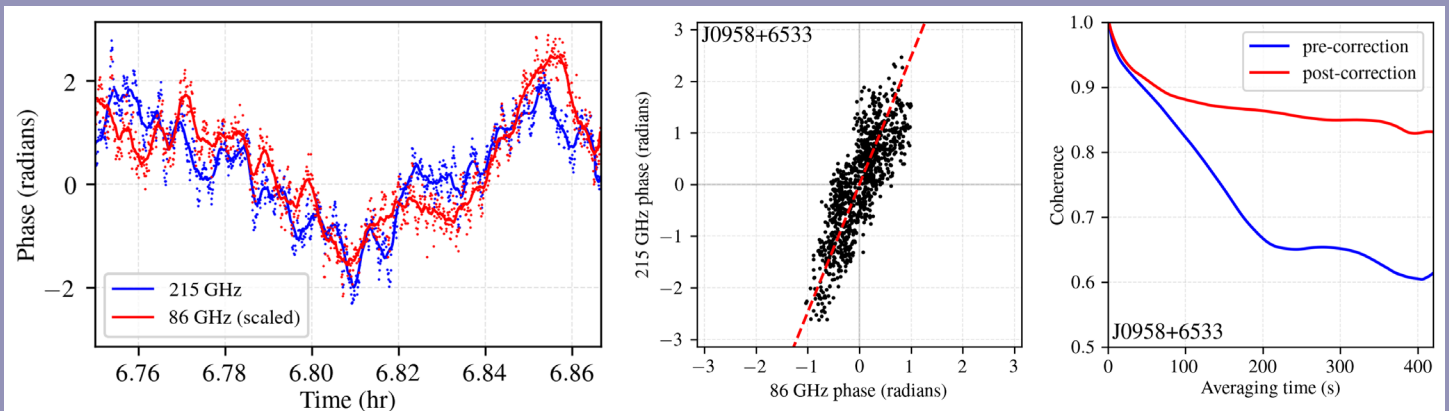 Phase (radians)
2
0
−2
215 GHz
86 GHz (scaled)
6.76 6.78 6.80 6.82 6.84 6.86
Time (hr)
J0958+6533
215 GHz phase (radians)
3
2
1
0
−1
−2
−3
−3 −2 −1 0 1 2 3
86 GHz phase (radians)
Coherence
1.0
0.9
0.8
0.7
0.6
0.5
pre-correction
post-correction
J0958+6533
0 100 200 300 400
Averaging time (s)